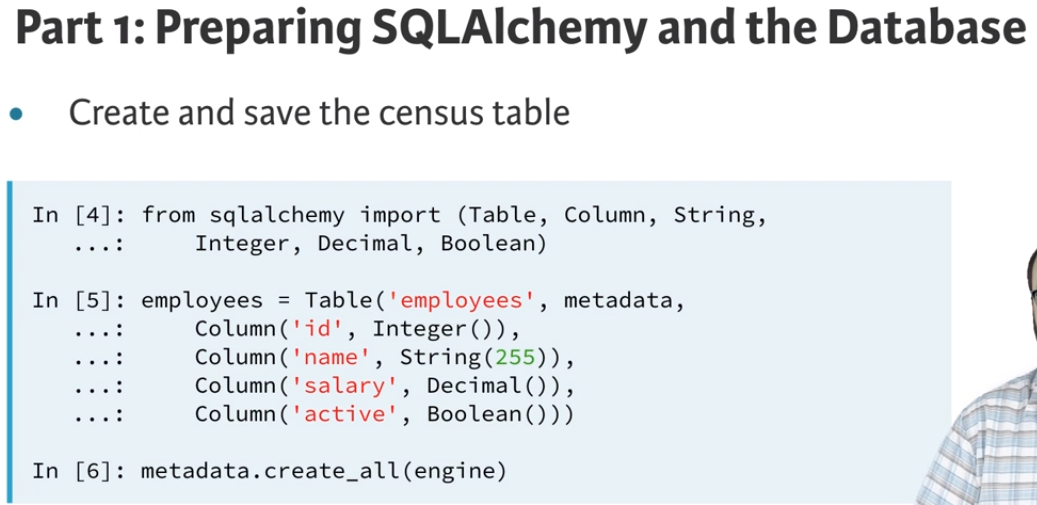 Part 1: Preparing SQLAlchemy and the Database
• Create and save the census table
In [4]: from sqlalchemy import (Table, Column, String,
   ...:     Integer, Decimal, Boolean)
In [5]: employees = Table('employees', metadata,
   ...:     Column('id', Integer()),
   ...:     Column('name', String(255)),
   ...:     Column('salary', Decimal()),
   ...:     Column('active', Boolean()))
In [6]: metadata.create_all(engine)